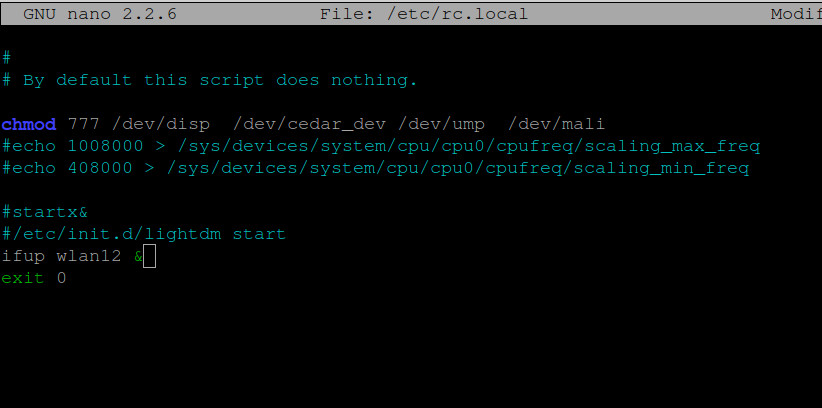 GNU nano 2.2.6 File: /etc/rc.local Modif
#
# By default this script does nothing.
chmod 777 /dev/disp  /dev/cedar_dev /dev/ump  /dev/mali
#echo 1008000 > /sys/devices/system/cpu/cpu0/cpufreq/scaling_max_freq
#echo 408000 > /sys/devices/system/cpu/cpu0/cpufreq/scaling_min_freq
#startx&
#/etc/init.d/lightdm start
ifup wlan12 &
exit 0